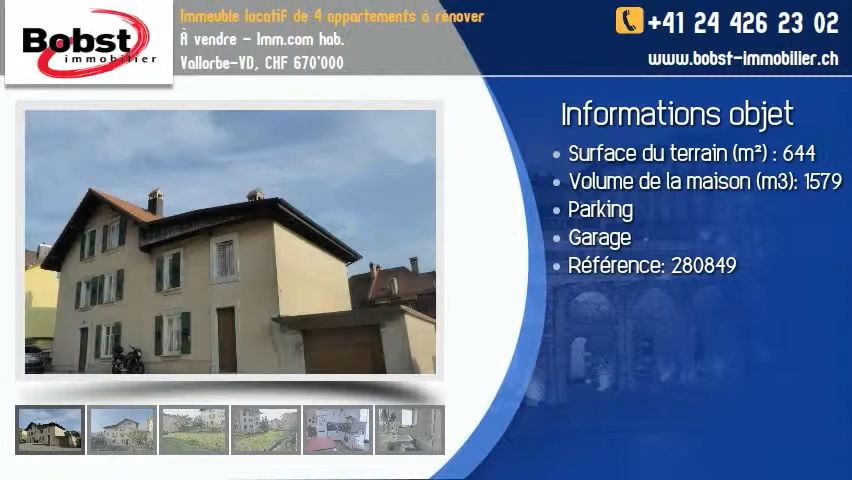 Bobst
immobilier
Immeuble locatif de 4 appartements à rénover
À vendre - Imm.com hab.
Vallorbe-VD, CHF 670'000
+41 24 426 23 02
www.bobst-immobilier.ch
Informations objet
Surface du terrain (m²) : 644
Volume de la maison (m3): 1579
Parking
Garage
Référence: 280849